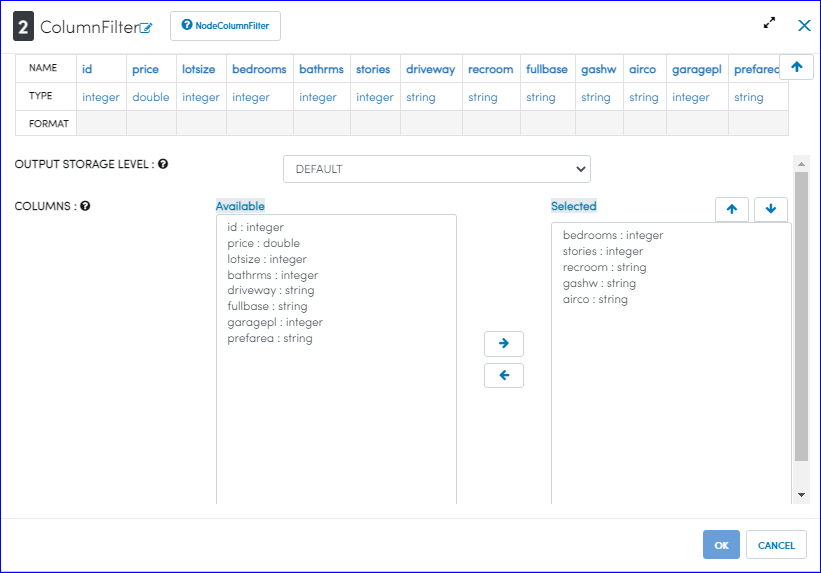 2 ColumnFilter NodeColumnFilter
NAME id price lotsize bedrooms bathrms stories driveway recroom fullbase gashw airco garagepl prefarea
TYPE integer double integer integer integer integer string string string string string integer string
FORMAT
OUTPUT STORAGE LEVEL : DEFAULT
COLUMNS : Available Selected
id : integer
price : double
lotsize : integer
bathrms : integer
driveway : string
fullbase : string
garagepl : integer
prefarea : string
bedrooms : integer
stories : integer
recroom : string
gashw : string
airco : string
OK CANCEL